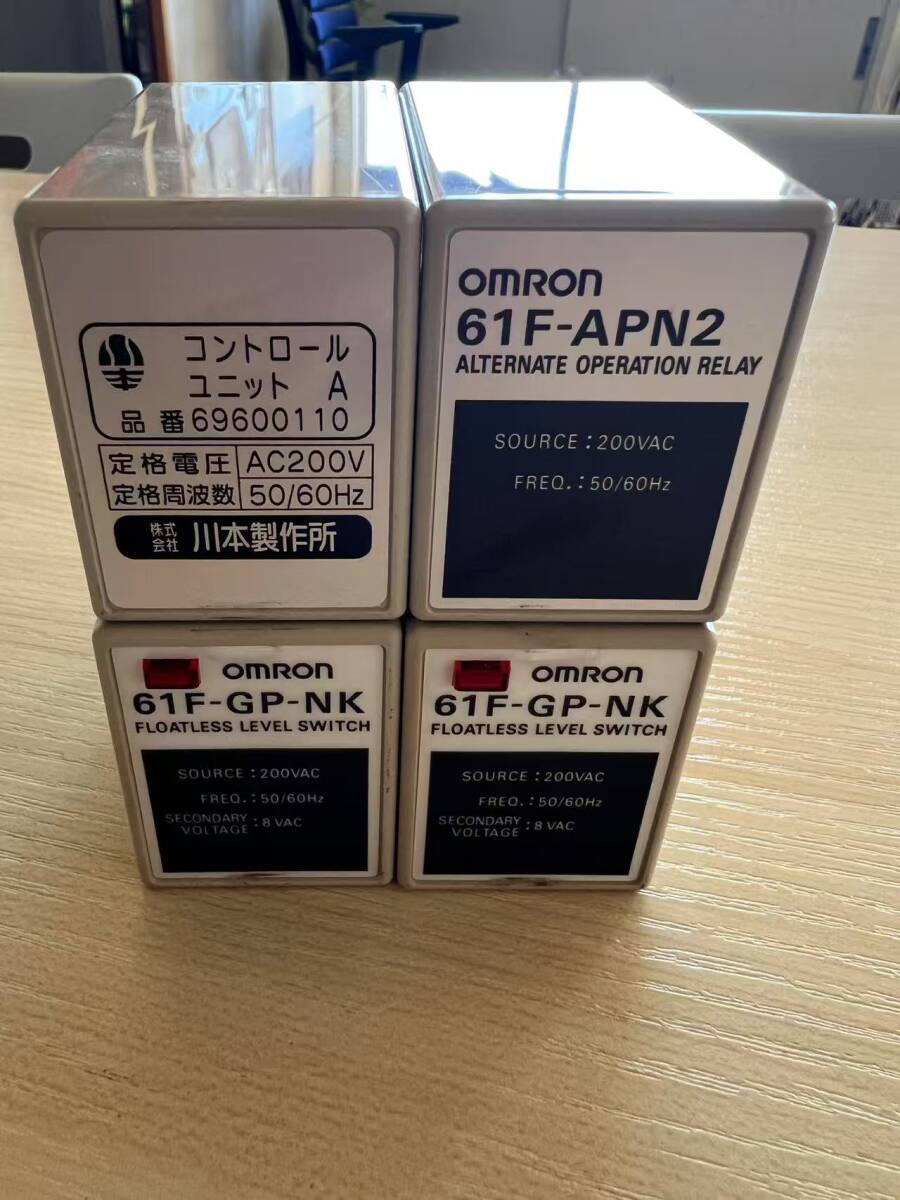 コントロール
ユニット A
品番69600110
定格電圧 AC200V
定格周波数 50/60Hz
株式会社 川本製作所
OMRON
61F-APN2
ALTERNATE OPERATION RELAY
SOURCE : 200VAC
FREQ. : 50/60Hz
OMRON
61F-GP-NK
FLOATLESS LEVEL SWITCH
SOURCE : 200VAC
FREQ. : 50/60Hz
SECONDARY
VOLTAGE : 8 VAC
OMRON
61F-GP-NK
FLOATLESS LEVEL SWITCH
SOURCE : 200VAC
FREQ. : 50/60Hz
SECONDARY
VOLTAGE : 8 VAC